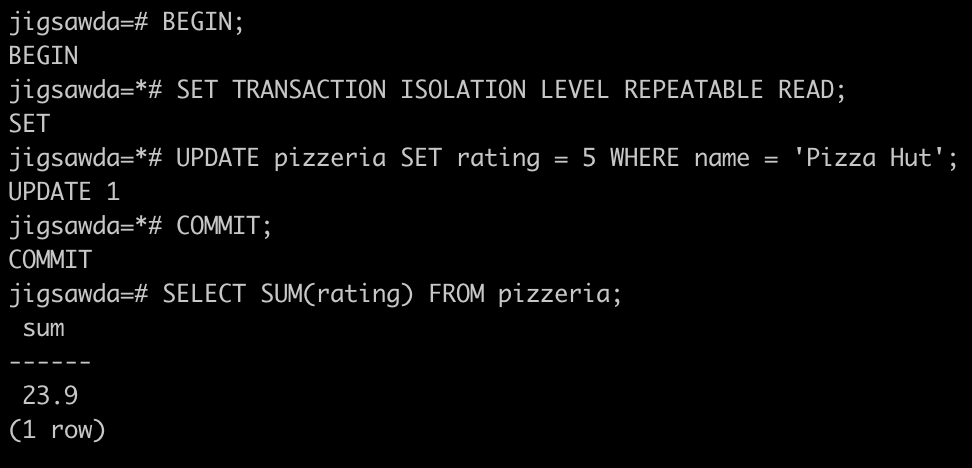 jigsawda=# BEGIN;
BEGIN
jigsawda=*# SET TRANSACTION ISOLATION LEVEL REPEATABLE READ;
SET
jigsawda=*# UPDATE pizzeria SET rating = 5 WHERE name = 'Pizza Hut';
UPDATE 1
jigsawda=*# COMMIT;
COMMIT
jigsawda=# SELECT SUM(rating) FROM pizzeria;
 sum
------
 23.9
(1 row)